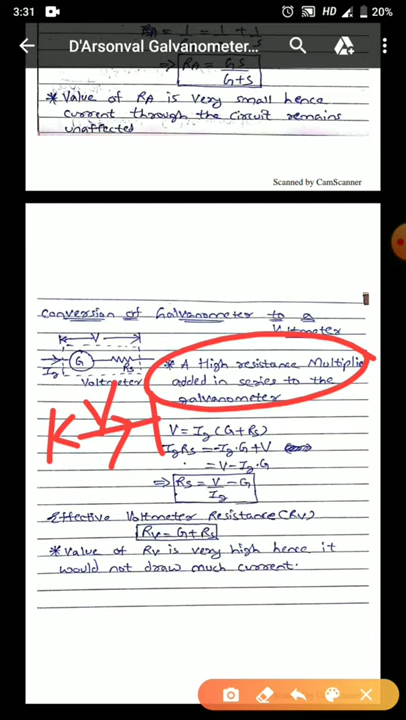 3:31
HD
20%
D'Arsonval Galvanometer...
RA = GS
G+S
* Value of RA is very small hence
current through the circuit remains
unaffected
Scanned by CamScanner
Conversion of Galvanometer to a
Voltmeter
V
G
Rs
Ig
Voltmeter
* A High resistance Multiplie
added in series to the
galvanometer
V = Ig (G+Rs)
IgRs = -Ig.G+V
= V-Ig.G
⇒ Rs = V - G
Ig
Effective Voltmeter Resistance (Rv)
Rv = G+Rs
* Value of Rv is very high hence it
would not draw much current.